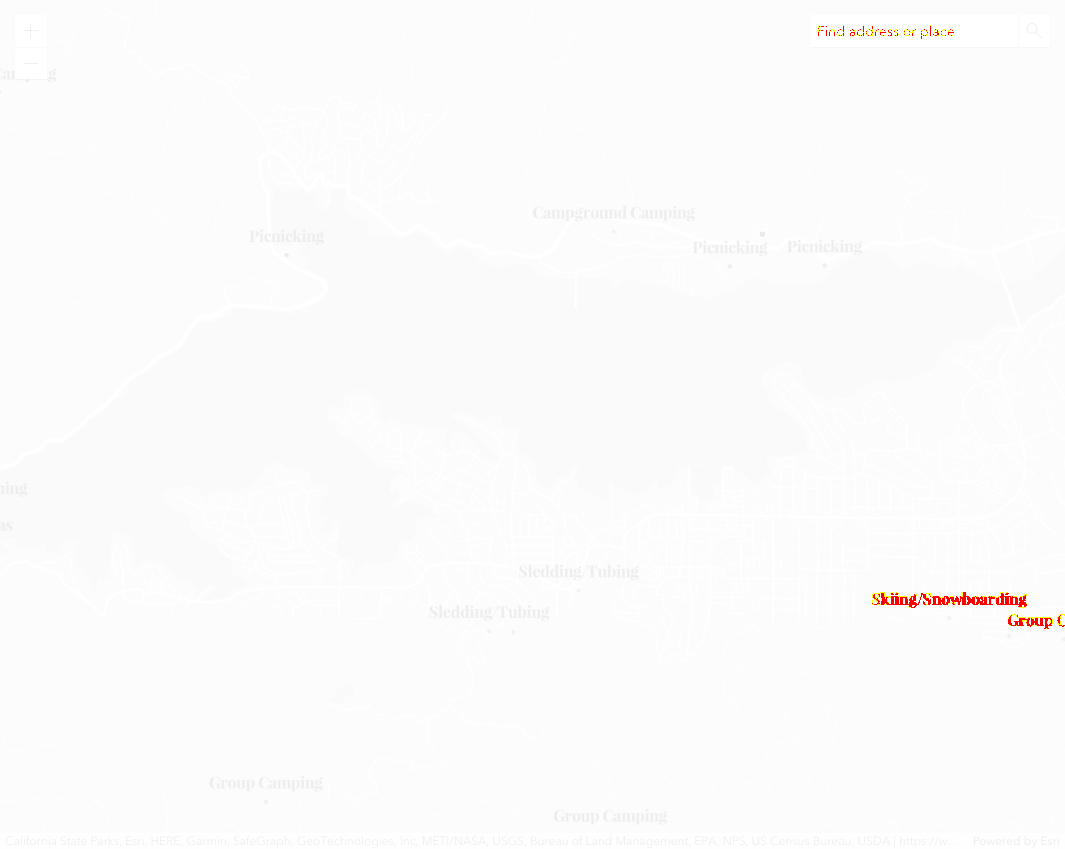 Find address or place
Camping
Campground Camping
Picnicking
Picnicking
Picnicking
Sledding/Tubing
Skiing/Snowboarding
Sledding/Tubing
Group C
Group Camping
Group Camping
California State Parks, Esri, HERE, Garmin, SafeGraph, GeoTechnologies, Inc, METI/NASA, USGS, Bureau of Land Management, EPA, NPS, US Census Bureau, USDA | https://w...
Powered by Esri